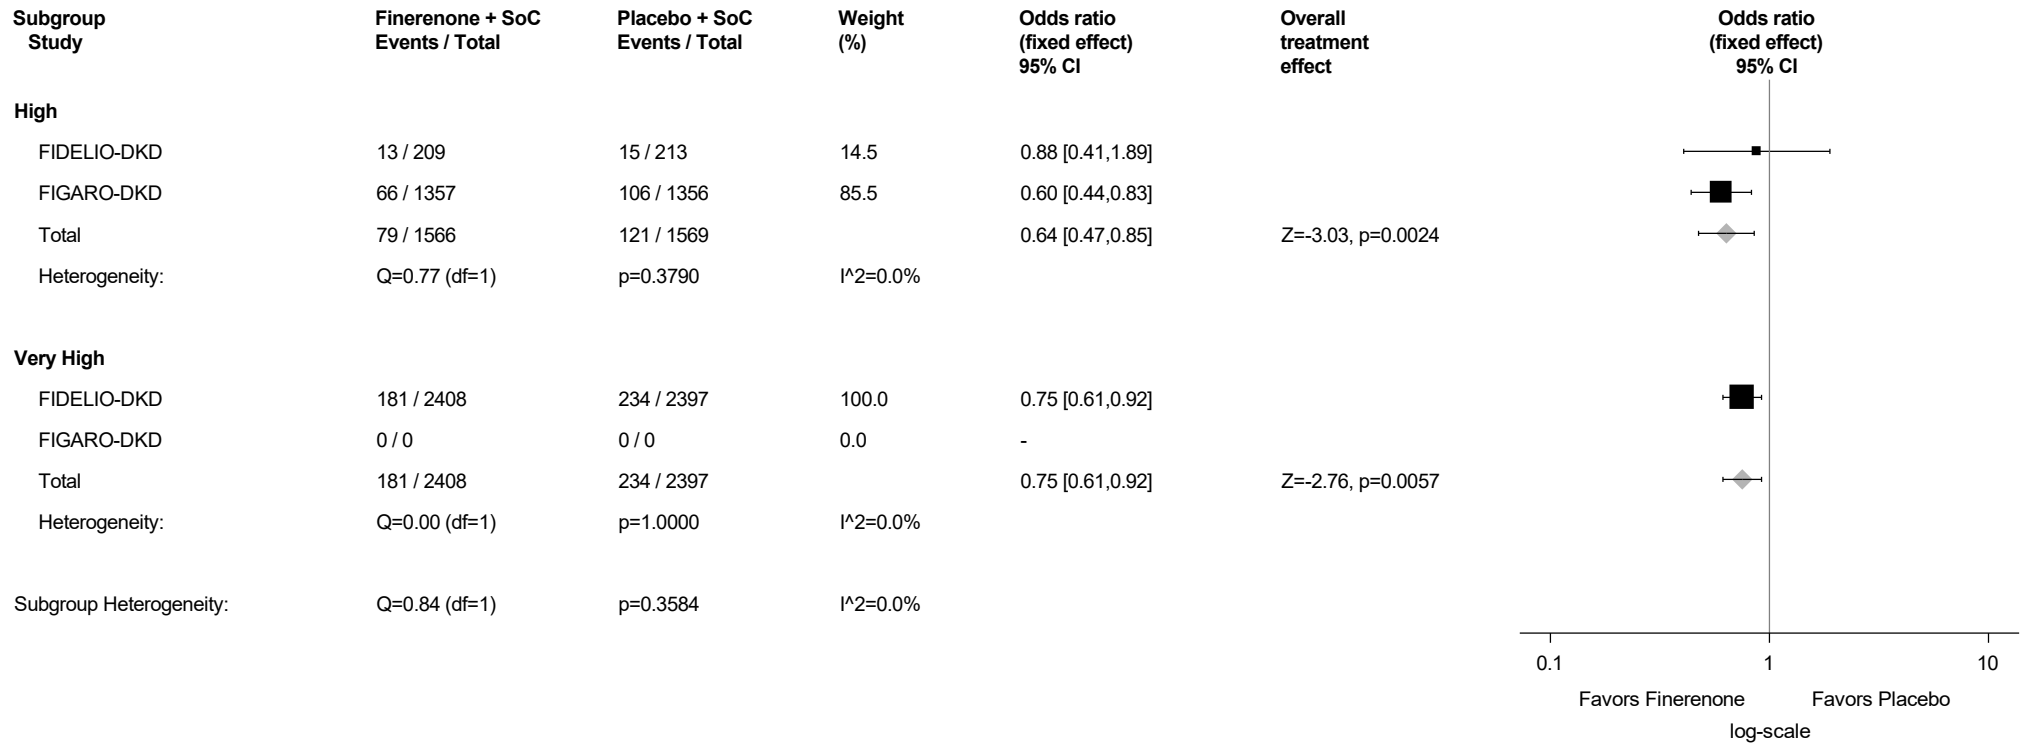 Subgroup Finerenone + SoC Placebo + SoC Weight Odds ratio Overall Odds ratio
Study Events / Total Events / Total (%) (fixed effect) treatment (fixed effect)
95% CI effect 95% CI
High
FIDELIO-DKD 13 / 209 15 / 213 14.5 0.88 [0.41,1.89]
FIGARO-DKD 66 / 1357 106 / 1356 85.5 0.60 [0.44,0.83]
Total 79 / 1566 121 / 1569 0.64 [0.47,0.85] Z=-3.03, p=0.0024
Heterogeneity: Q=0.77 (df=1) p=0.3790 I^2=0.0%
Very High
FIDELIO-DKD 181 / 2408 234 / 2397 100.0 0.75 [0.61,0.92]
FIGARO-DKD 0 / 0 0 / 0 0.0 -
Total 181 / 2408 234 / 2397 0.75 [0.61,0.92] Z=-2.76, p=0.0057
Heterogeneity: Q=0.00 (df=1) p=1.0000 I^2=0.0%
Subgroup Heterogeneity: Q=0.84 (df=1) p=0.3584 I^2=0.0%
0.1 1 10
Favors Finerenone Favors Placebo
log-scale